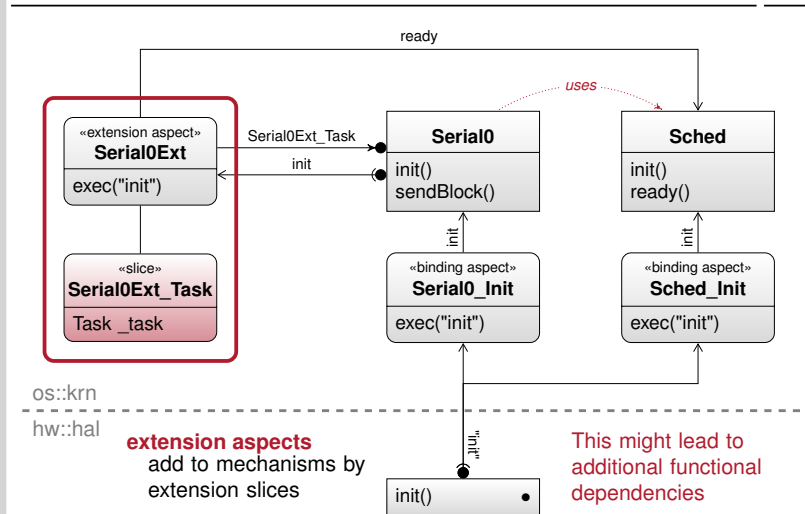 ready
uses
«extension aspect»
Serial0Ext
exec("init")
Serial0Ext_Task
init
Serial0
init()
sendBlock()
Sched
init()
ready()
init
init
«slice»
Serial0Ext_Task
Task _task
«binding aspect»
Serial0_Init
exec("init")
«binding aspect»
Sched_Init
exec("init")
os::krn
hw::hal
extension aspects
add to mechanisms by
extension slices
"init"
init()
This might lead to
additional functional
dependencies